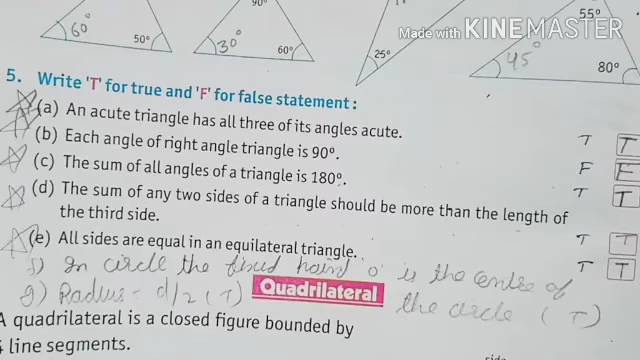 60° 50° 90° 30° 60° 25° 55° 45° 80°
Made with KINEMASTER
5. Write 'T' for true and 'F' for false statement :
(a) An acute triangle has all three of its angles acute. T T
(b) Each angle of right angle triangle is 90°. F F
(c) The sum of all angles of a triangle is 180°. T T
(d) The sum of any two sides of a triangle should be more than the length of
the third side. T T
(e) All sides are equal in an equilateral triangle. T T
f) In circle the fixed point 'o' is the centre of
the circle (T)
g) Radius = d/2 (T)
Quadrilateral
A quadrilateral is a closed figure bounded by
line segments.